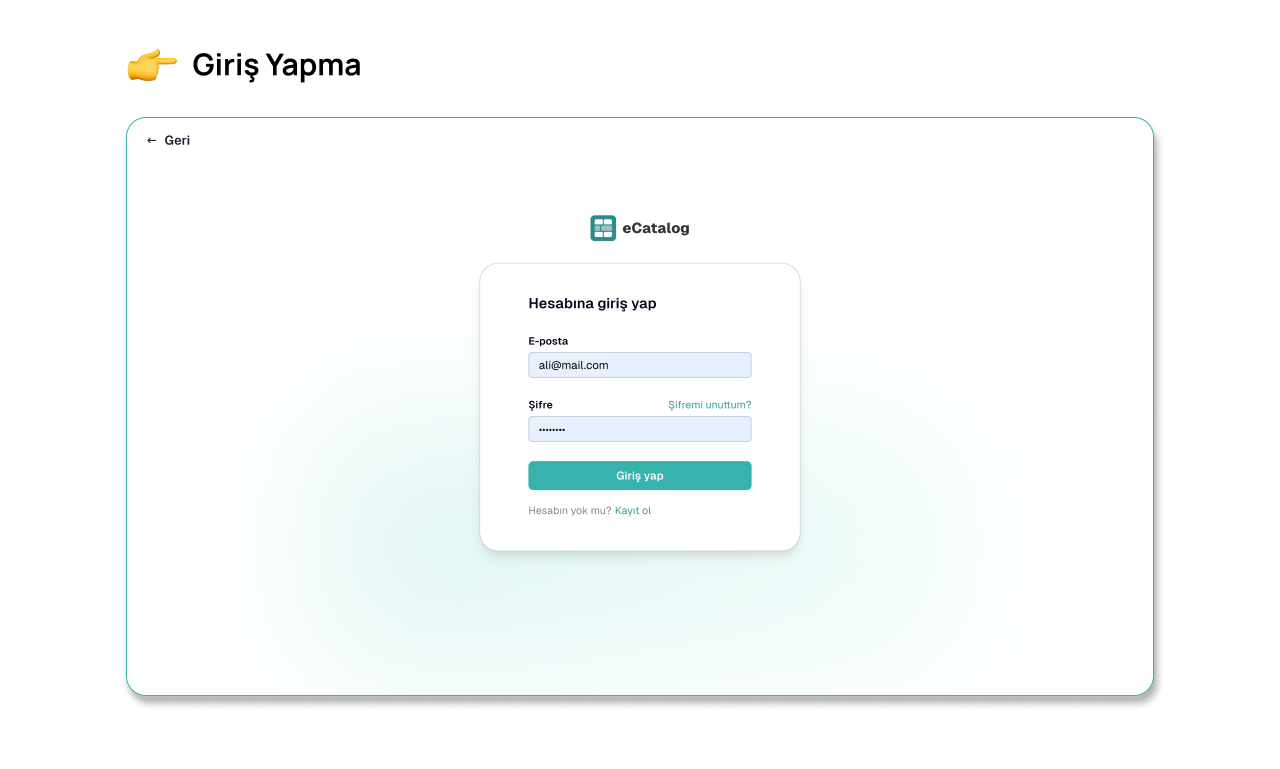 Giriş Yapma
← Geri
eCatalog
Hesabına giriş yap
E-posta
ali@mail.com
Şifre Şifremi unuttum?
••••••••
Giriş yap
Hesabın yok mu? Kayıt ol